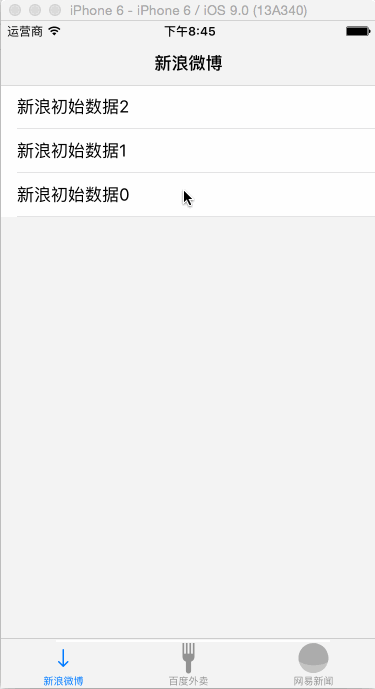 iPhone 6 - iPhone 6 / iOS 9.0 (13A340)
运营商 下午8:45
新浪微博
新浪初始数据2
新浪初始数据1
新浪初始数据0
新浪微博 百度外卖 网易新闻